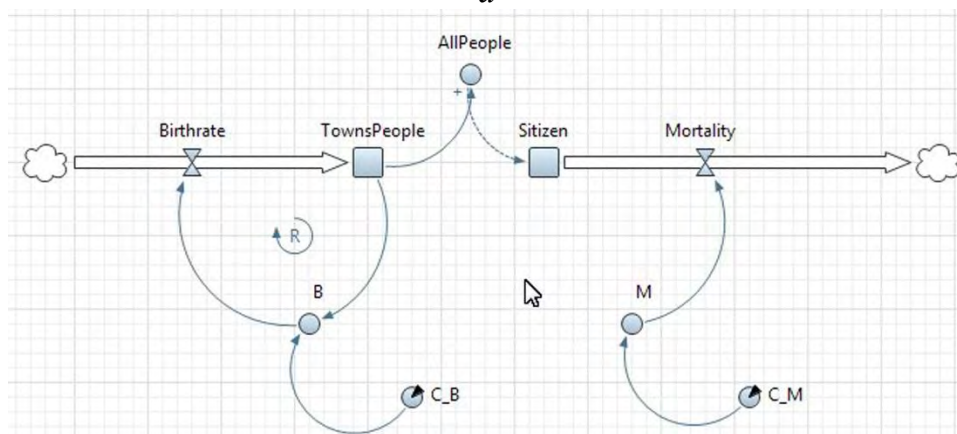 a
AllPeople
+
Birthrate
TownsPeople
Sitizen
Mortality
R
B
M
C_B
C_M